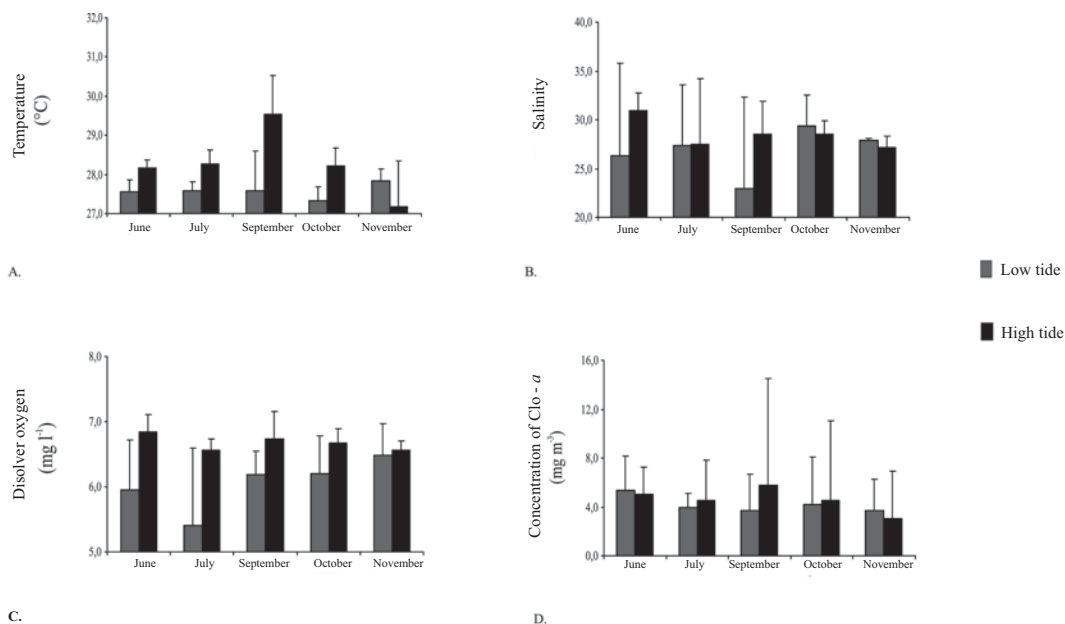 32,0
31,0
30,0
29,0
28,0
27,0
Temperature
(°C)
June July September October November
A.
40,0
35,0
30,0
25,0
20,0
Salinity
June July September October November
B.
Low tide
High tide
8,0
7,0
6,0
5,0
Disolver oxygen
(mg l-1)
June July September October November
C.
16,0
12,0
8,0
4,0
0,0
Concentration of Clo - a
(mg m-3)
June July September October November
D.